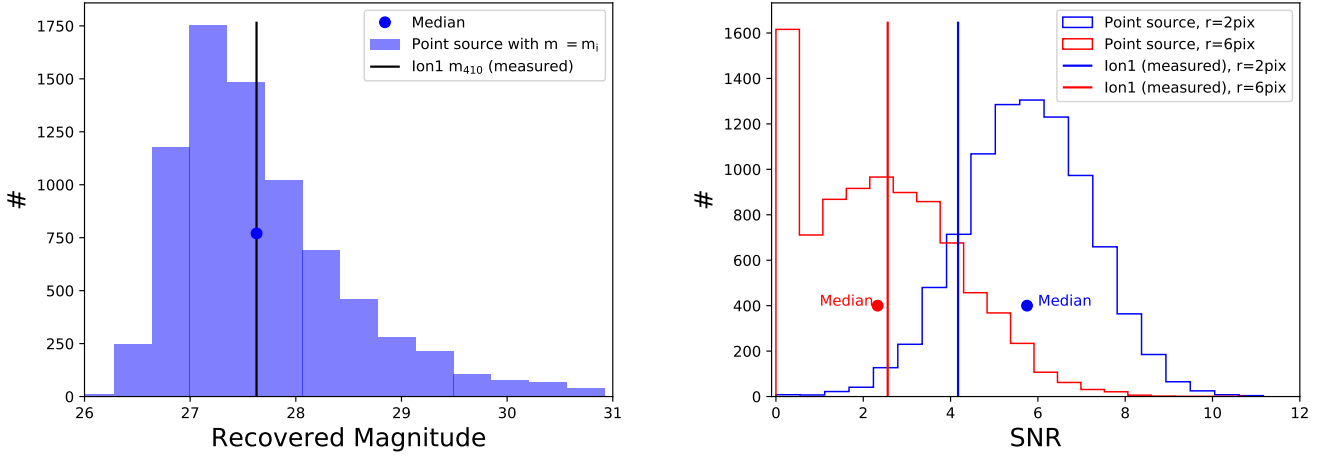 1750
1500
1250
1000
750
500
250
0
#
26
27
28
29
30
31
Recovered Magnitude
Median
Point source with m = mᵢ
Ion1 m₄₁₀ (measured)
1600
1400
1200
1000
800
600
400
200
0
#
0
2
4
6
8
10
12
SNR
Point source, r=2pix
Point source, r=6pix
Ion1 (measured), r=2pix
Ion1 (measured), r=6pix
Median
Median